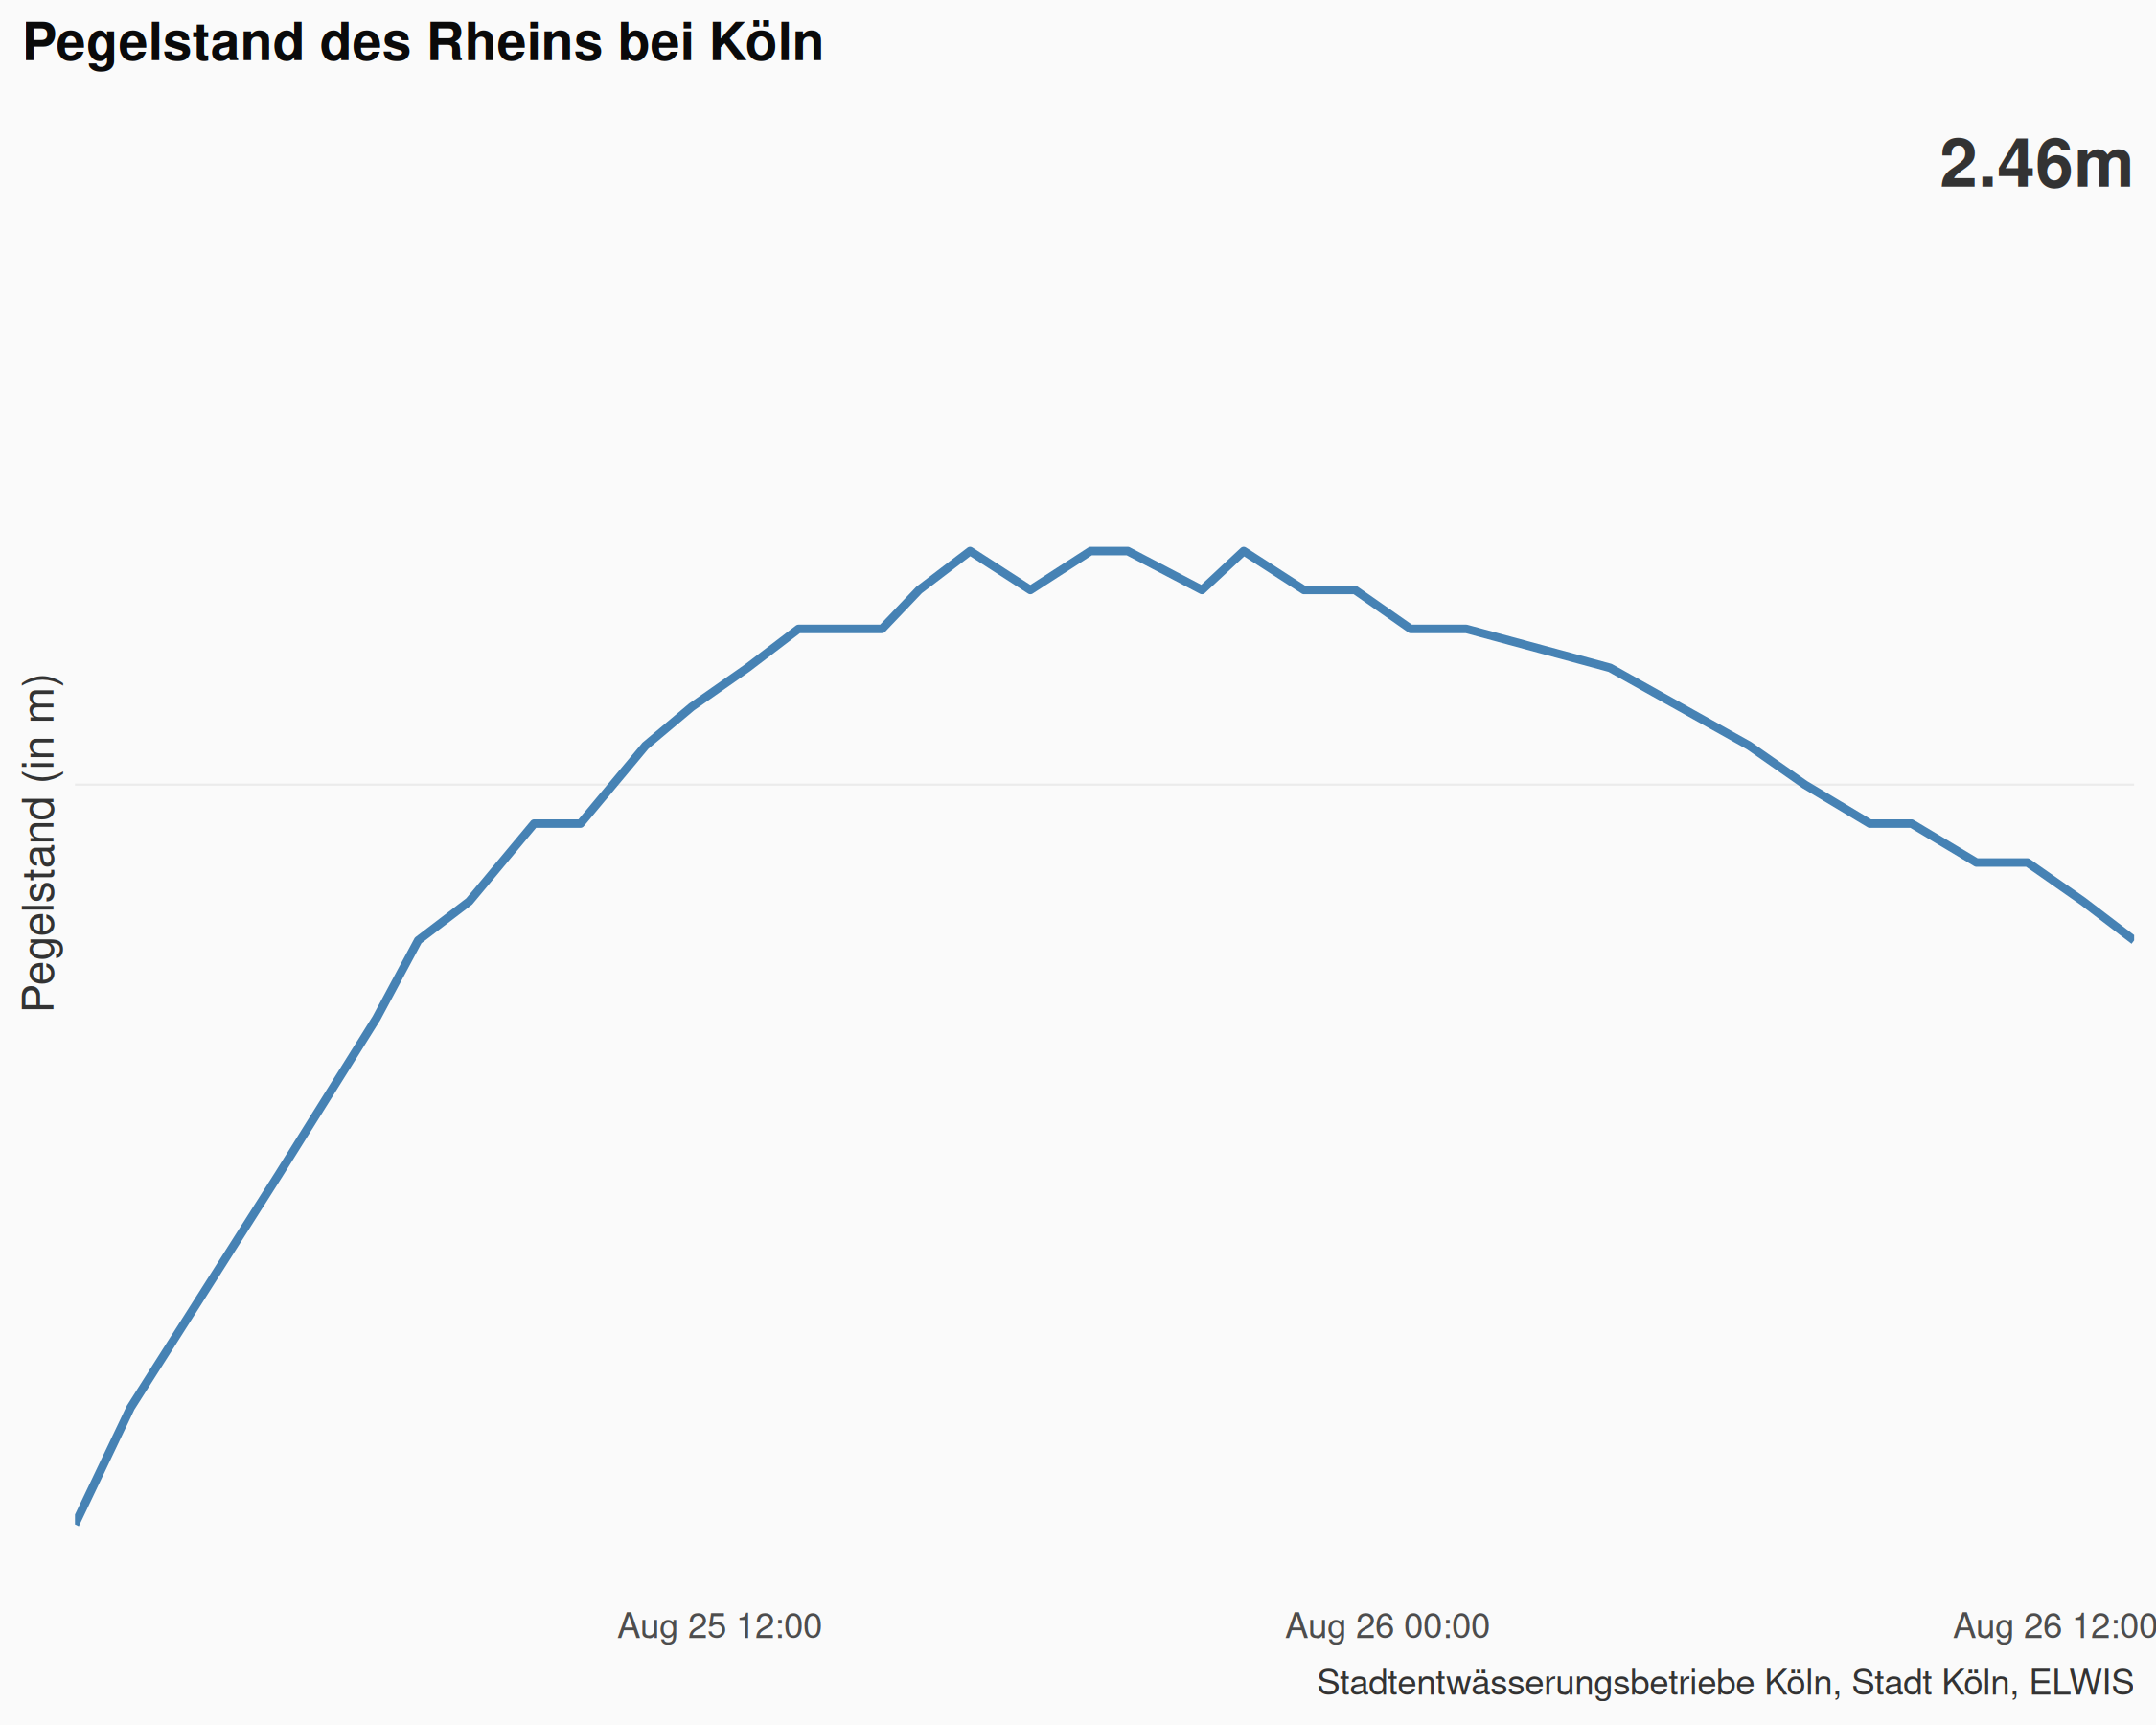 Pegelstand des Rheins bei Köln
2.46m
Pegelstand (in m)
Aug 25 12:00
Aug 26 00:00
Aug 26 12:00
Stadtentwässerungsbetriebe Köln, Stadt Köln, ELWIS